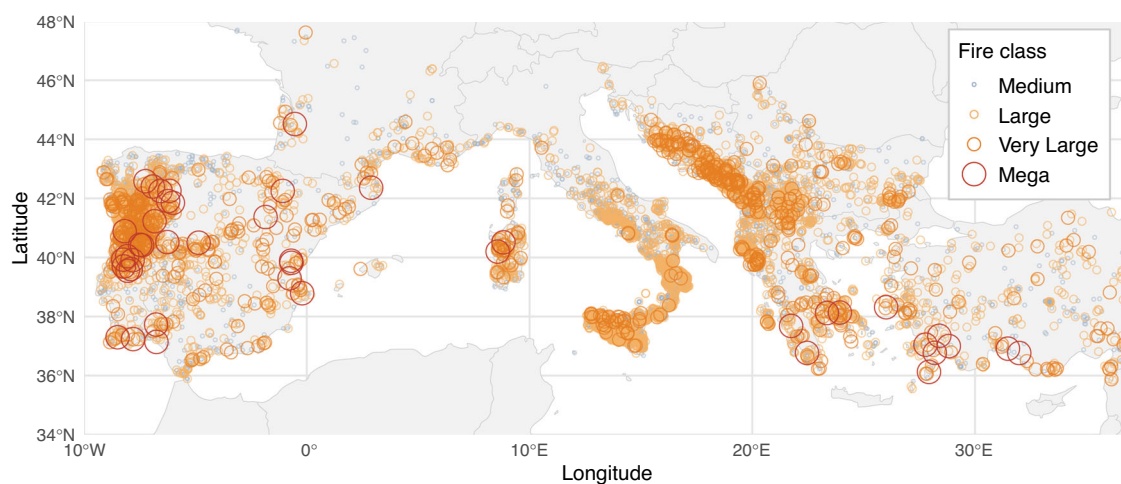 48°N
46°N
44°N
42°N
40°N
38°N
36°N
34°N
Latitude
10°W
0°
10°E
20°E
30°E
Longitude
Fire class
Medium
Large
Very Large
Mega